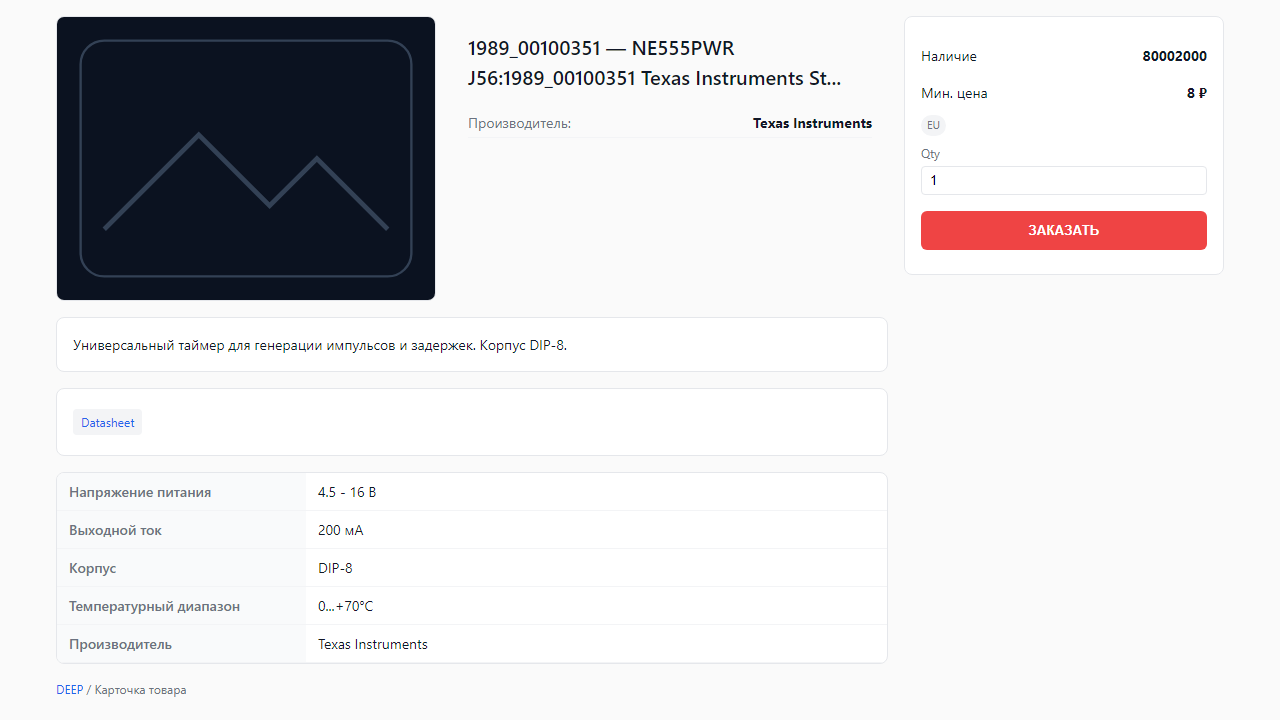 1989_00100351 — NE555PWR
J56:1989_00100351 Texas Instruments St...
Производитель: Texas Instruments
Наличие 80002000
Мин. цена 8 ₽
EU
Qty
1
ЗАКАЗАТЬ
Универсальный таймер для генерации импульсов и задержек. Корпус DIP-8.
Datasheet
Напряжение питания 4.5 - 16 В
Выходной ток 200 мА
Корпус DIP-8
Температурный диапазон 0...+70°C
Производитель Texas Instruments
DEEP / Карточка товара